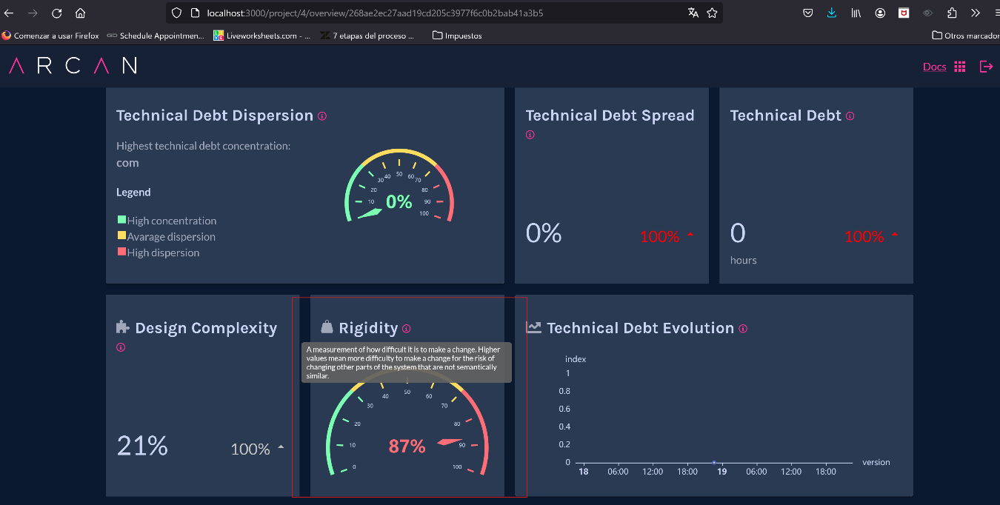 localhost:3000/project/4/overview/268ae2ec27aad19cd205c3977f6c0b2bab41a3b5
Comenzar a usar Firefox
GD Schedule Appointmen...
Liveworksheets.com - ...
7 etapas del proceso ...
Impuestos
Otros marcador
ARCAN
Docs
Technical Debt Dispersion
Highest technical debt concentration:
com
Legend
High concentration
Avarage dispersion
High dispersion
10
20
30
40
50
60
70
80
90
100
0%
Technical Debt Spread
0%
100%
Technical Debt
0
100%
hours
Design Complexity
21%
100%
Rigidity
A measurement of how difficult it is to make a change. Higher
values mean more difficulty to make a change for the risk of
changing other parts of the system that are not semantically
similar.
0
10
20
30
40
50
60
70
80
90
100
87%
Technical Debt Evolution
index
1
0.8
0.6
0.4
0.2
0
18
06:00
12:00
18:00
19
06:00
12:00
18:00
version